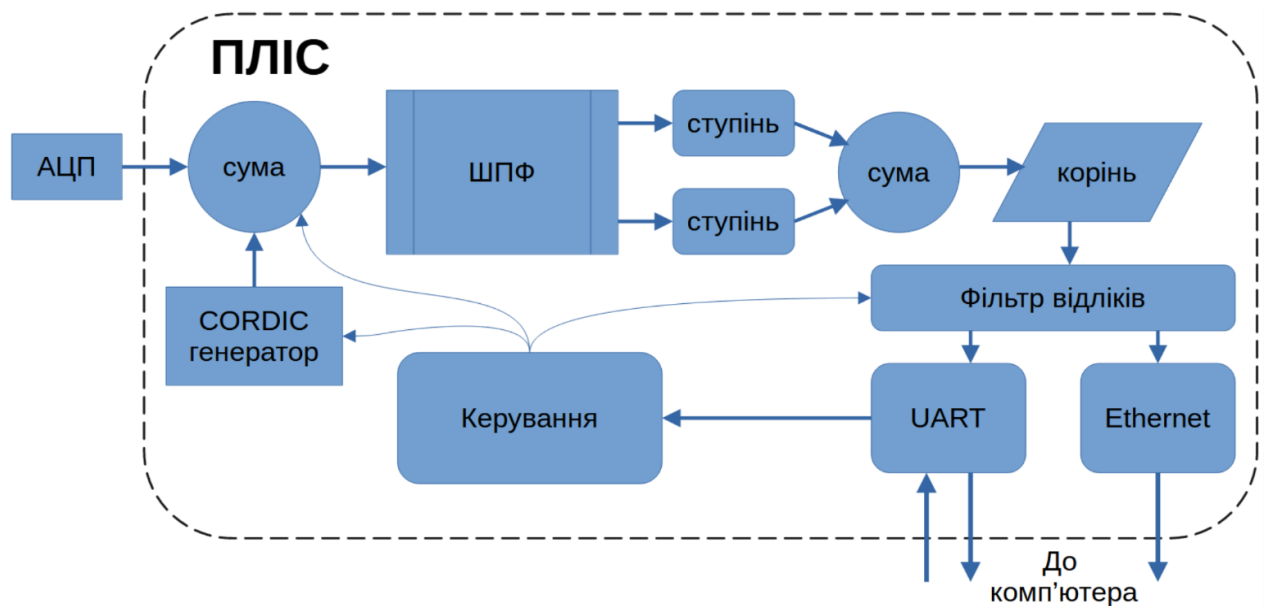 ПЛІС
АЦП
сума
ШПФ
ступінь
ступінь
сума
корінь
CORDIC
генератор
Фільтр відліків
Керування
UART
Ethernet
До
комп’ютера